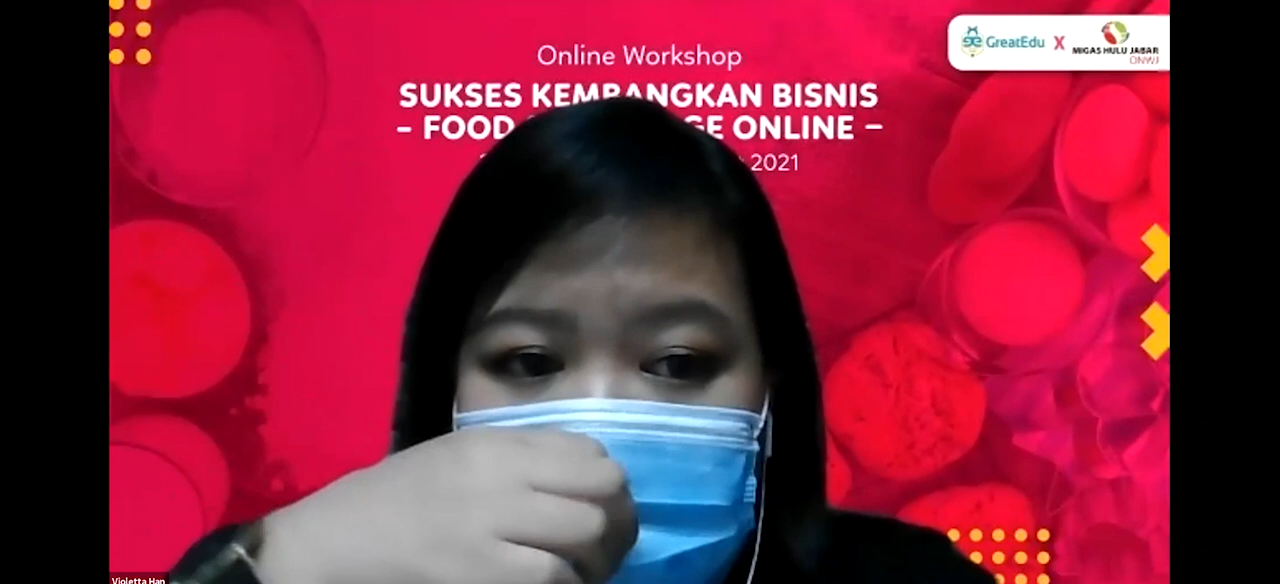 Online Workshop
SUKSES KEMBANGKAN BISNIS
– FOOD GE ONLINE –
2021
GreatEdu X MIGAS HULU JABAR
ONWJ
Violetta Han